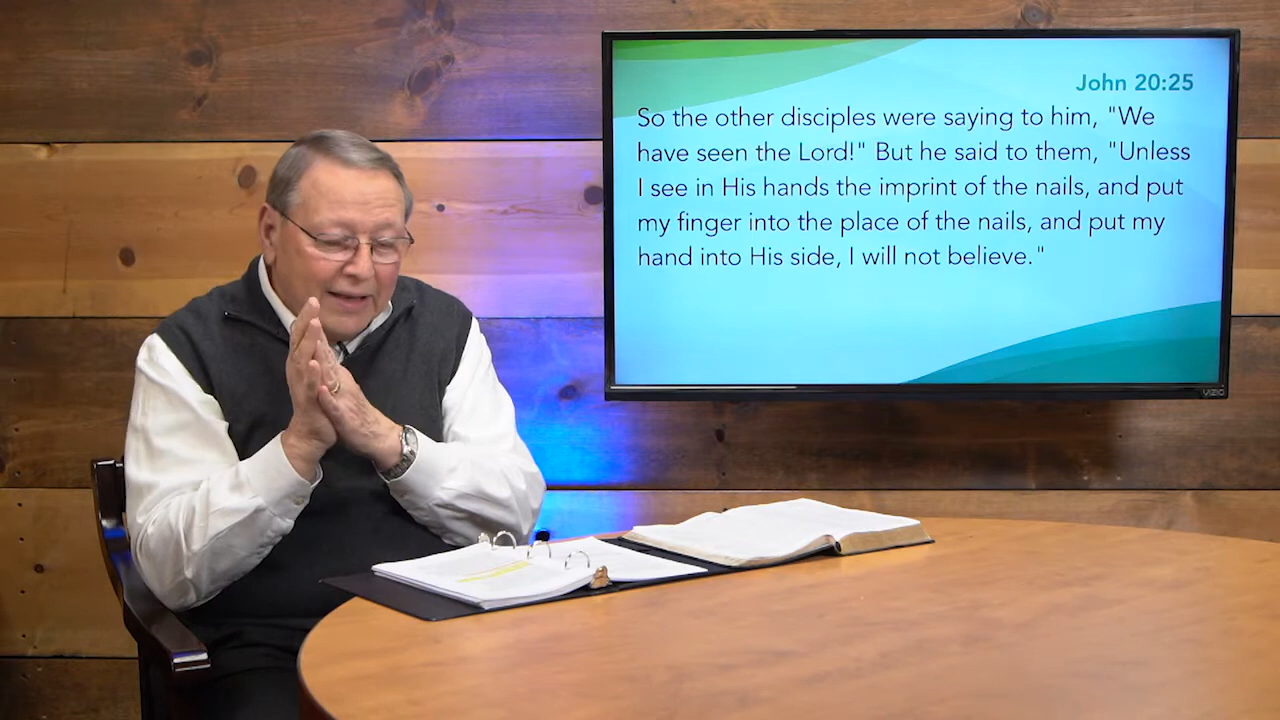 John 20:25
So the other disciples were saying to him, "We
have seen the Lord!" But he said to them, "Unless
I see in His hands the imprint of the nails, and put
my finger into the place of the nails, and put my
hand into His side, I will not believe."
VIZIO